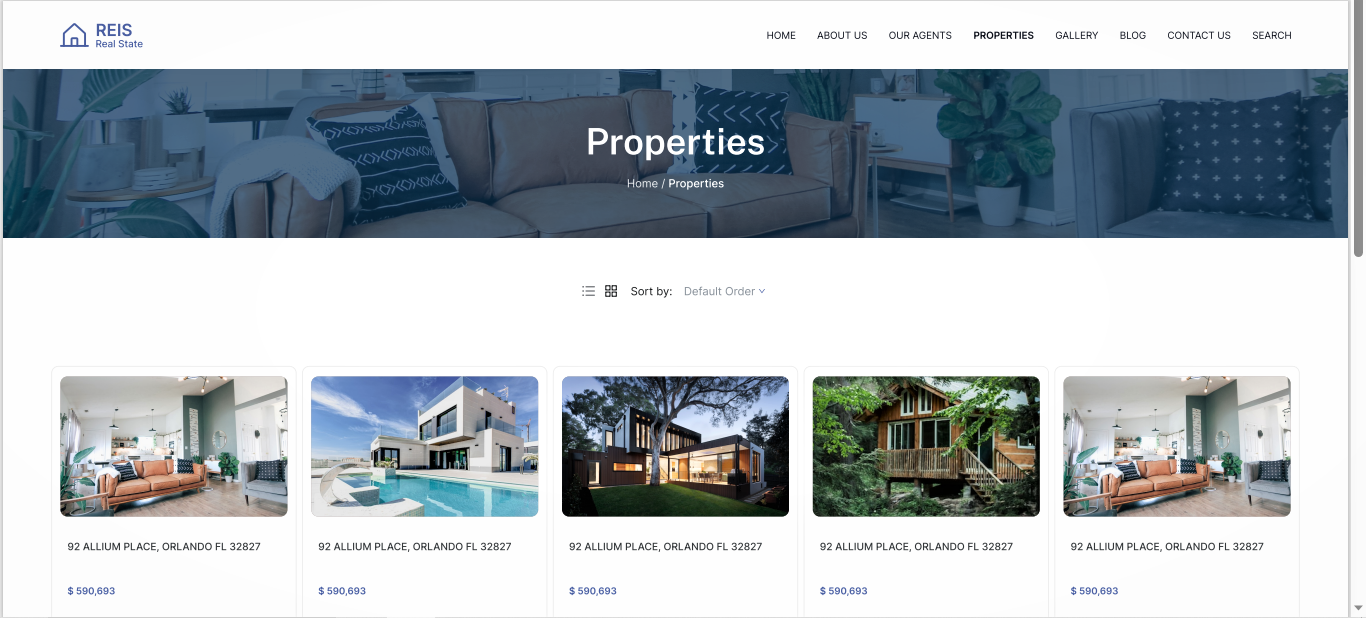 REIS
Real State
HOME ABOUT US OUR AGENTS PROPERTIES GALLERY BLOG CONTACT US SEARCH
Properties
Home / Properties
Sort by: Default Order
92 ALLIUM PLACE, ORLANDO FL 32827
$ 590,693
92 ALLIUM PLACE, ORLANDO FL 32827
$ 590,693
92 ALLIUM PLACE, ORLANDO FL 32827
$ 590,693
92 ALLIUM PLACE, ORLANDO FL 32827
$ 590,693
92 ALLIUM PLACE, ORLANDO FL 32827
$ 590,693